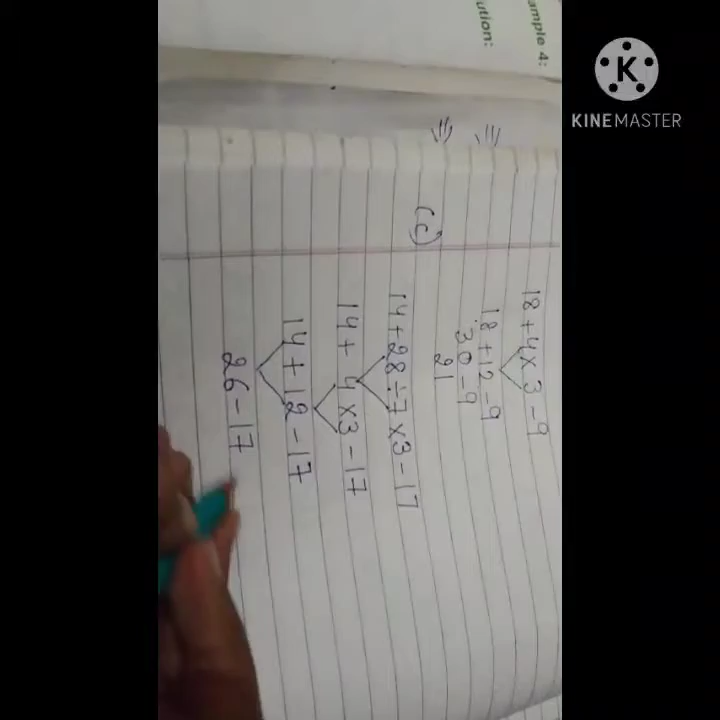 ample 4:
ution:
18 + 4 × 3 - 9
18 + 12 - 9
30 - 9
21
(c) 14 + 28 ÷ 7 × 3 - 17
14 + 4 × 3 - 17
14 + 12 - 17
26 - 17
KINEMASTER